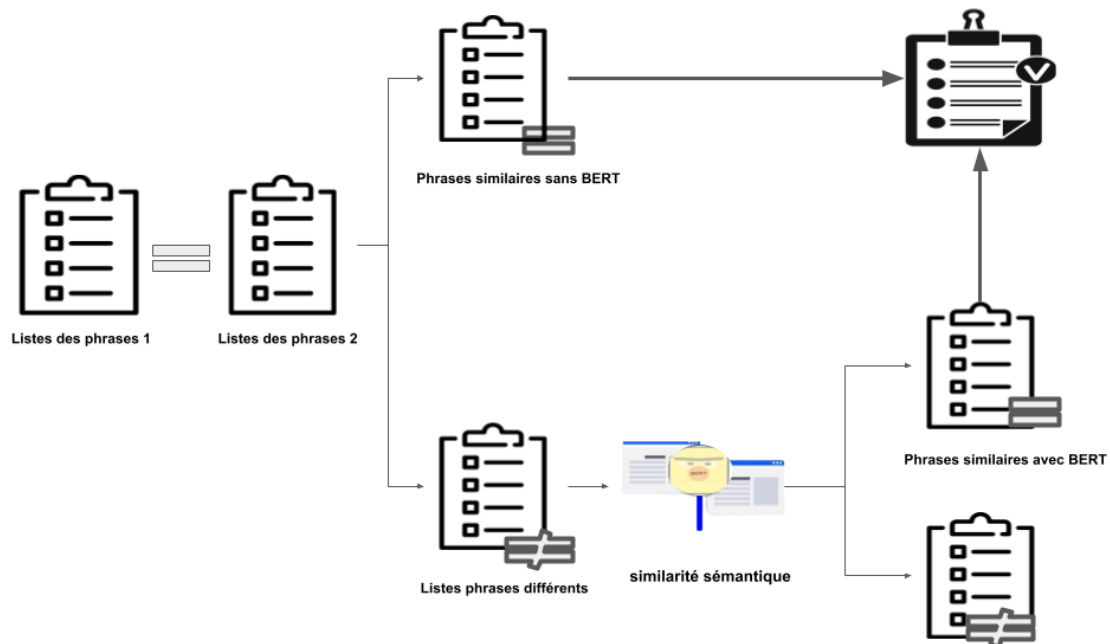 Phrases similaires sans BERT
Listes des phrases 1
Listes des phrases 2
BERT
Phrases similaires avec BERT
similarité sémantique
Listes phrases différents